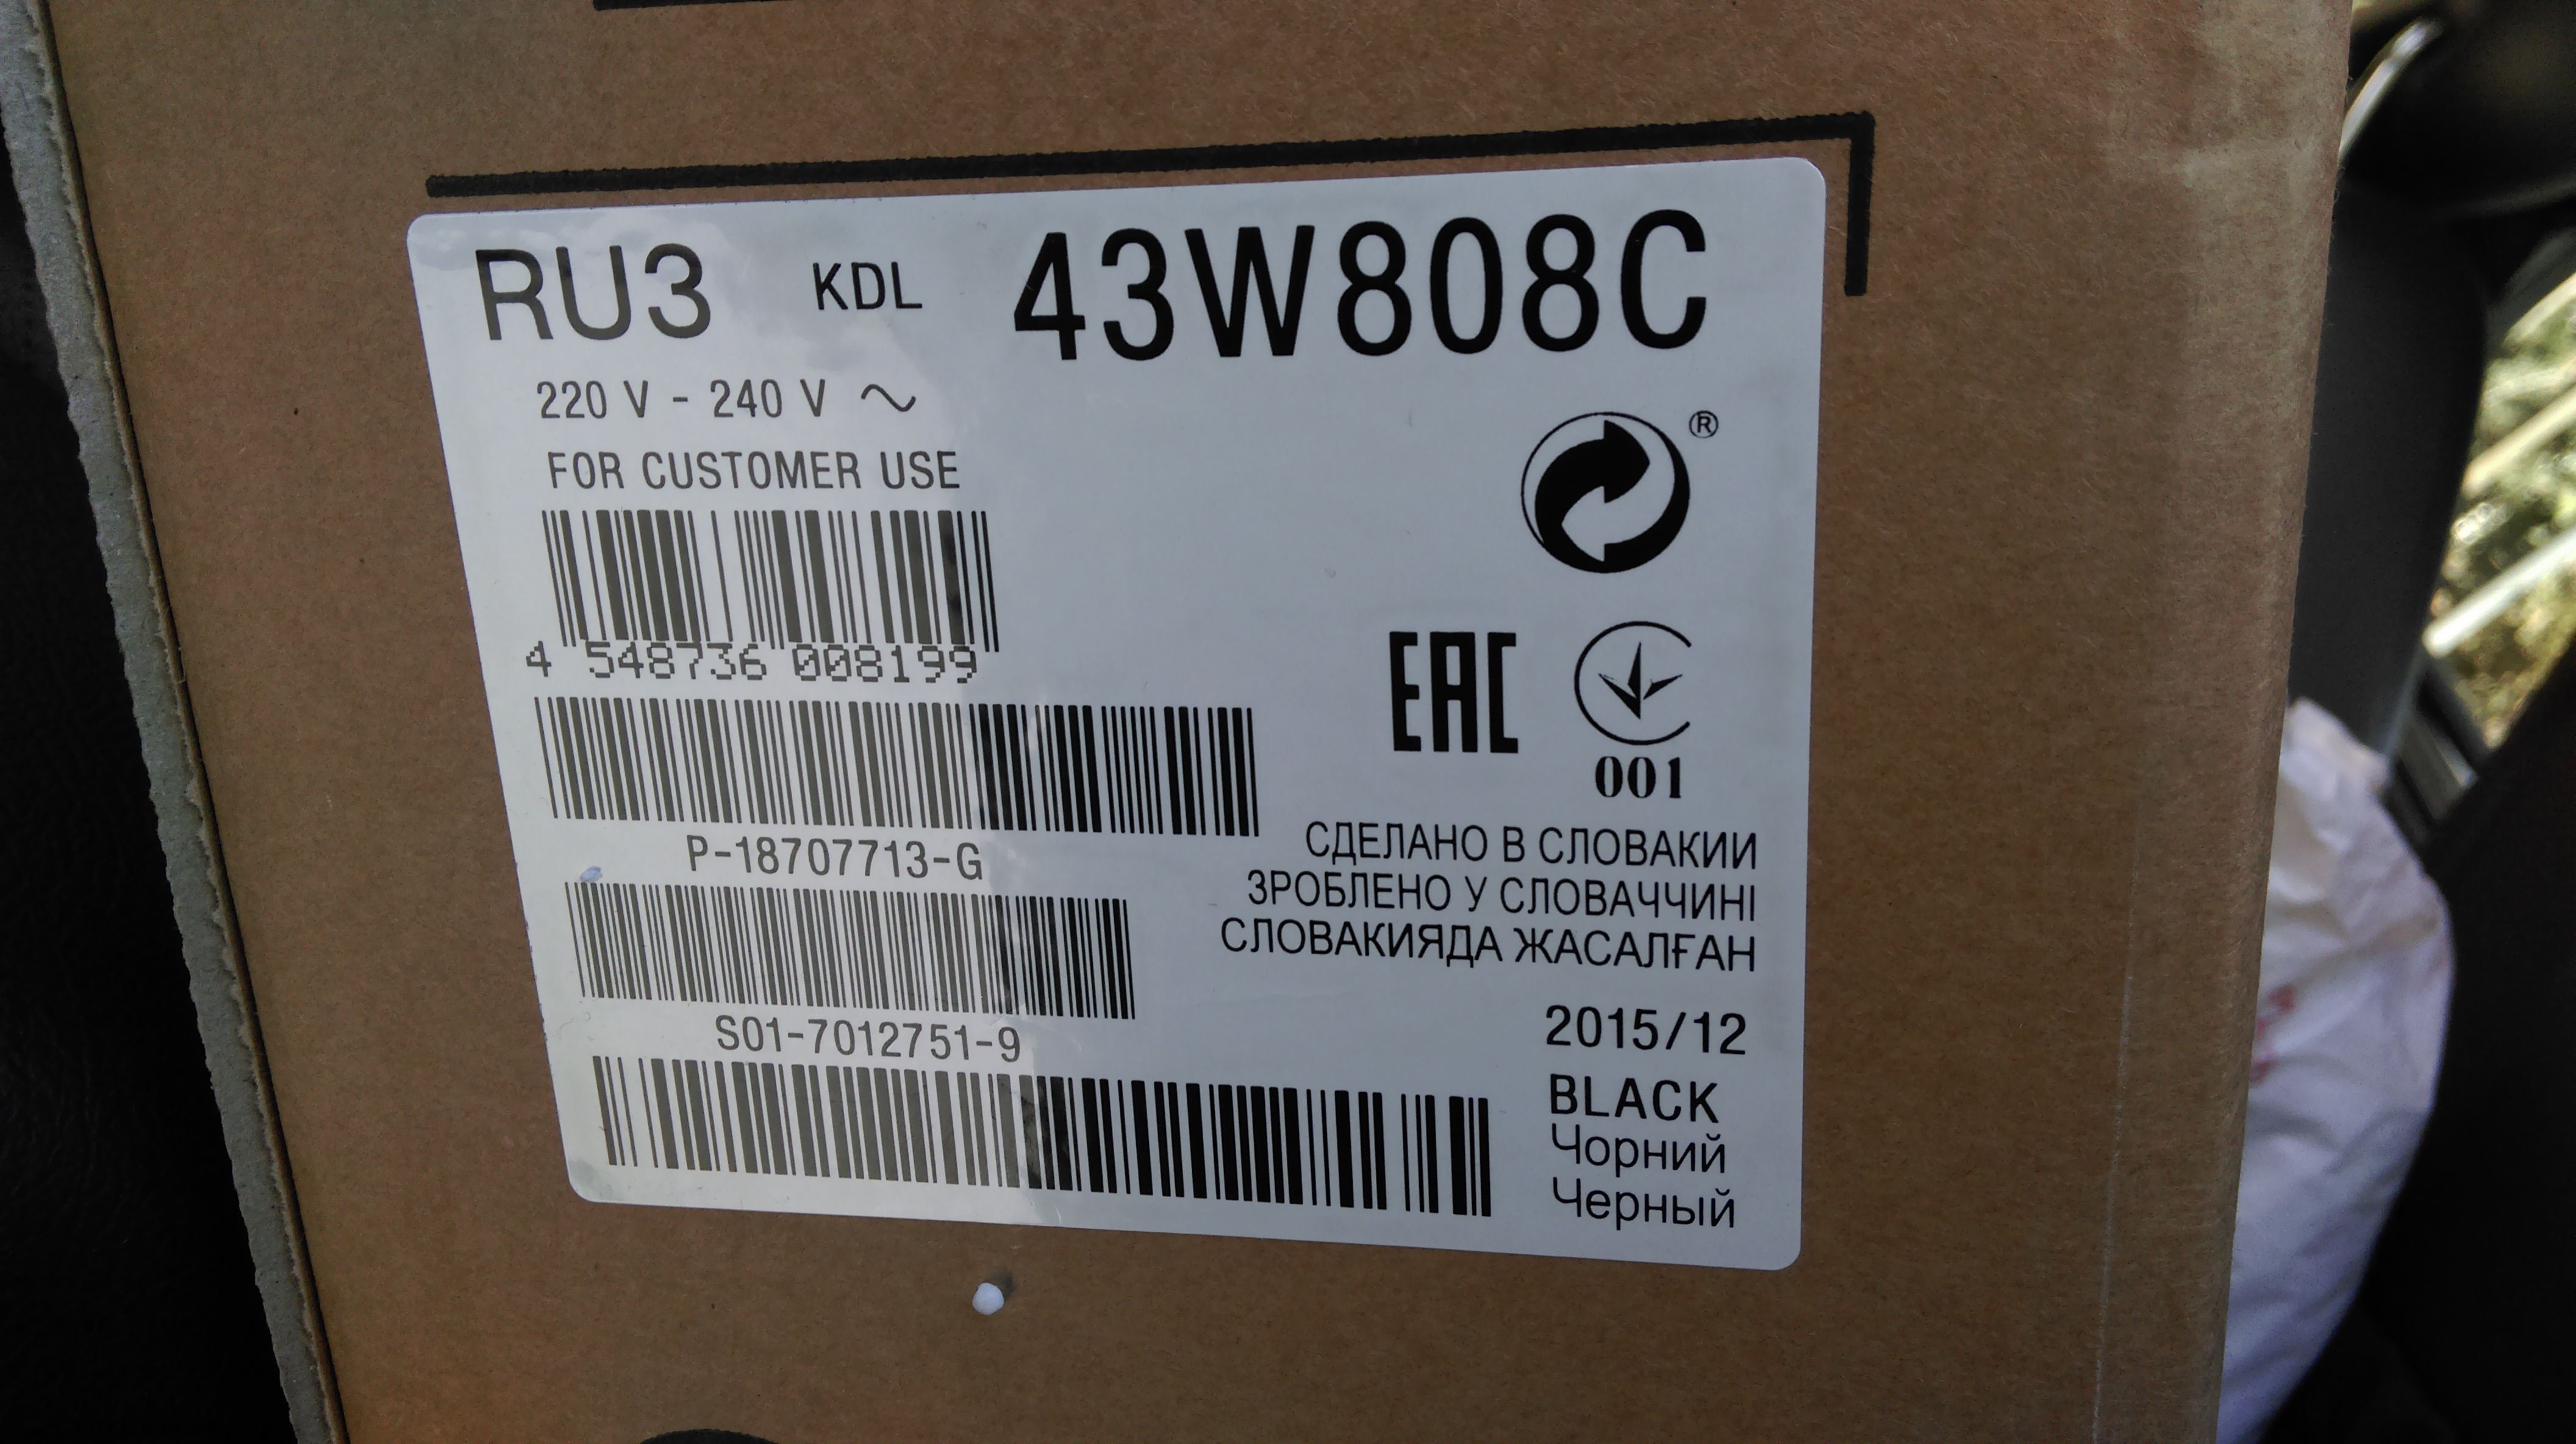 RU3 KDL 43W808C
220 V - 240 V ~
FOR CUSTOMER USE
®
4 548736 008199
EAC
001
P-18707713-G
СДЕЛАНО В СЛОВАКИИ
ЗРОБЛЕНО У СЛОВАЧЧИНІ
СЛОВАКИЯДА ЖАСАЛҒАН
S01-7012751-9
2015/12
BLACK
Чорний
Черный